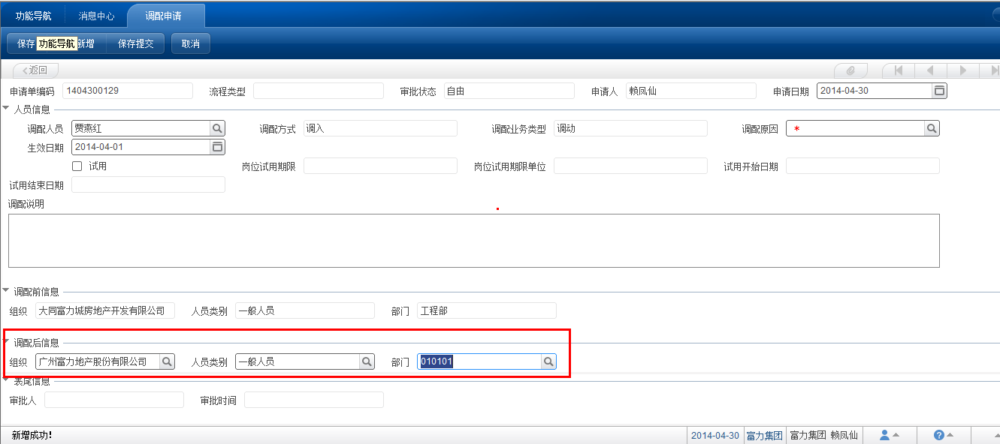 功能导航 消息中心 调配申请
保存 功能导航 新增 保存提交 取消
返回
申请单编码 1404300129 流程类型 审批状态 自由 申请人 赖凤仙 申请日期 2014-04-30
人员信息
调配人员 贾燕红 调配方式 调入 调配业务类型 调动 调配原因 *
生效日期 2014-04-01
试用 岗位试用期限 岗位试用期限单位 试用开始日期
试用结束日期
调配说明
调配前信息
组织 大同富力城房地产开发有限公司 人员类别 一般人员 部门 工程部
调配后信息
组织 广州富力地产股份有限公司 人员类别 一般人员 部门 010101
表尾信息
审批人 审批时间
新增成功! 2014-04-30 富力集团 富力集团 赖凤仙